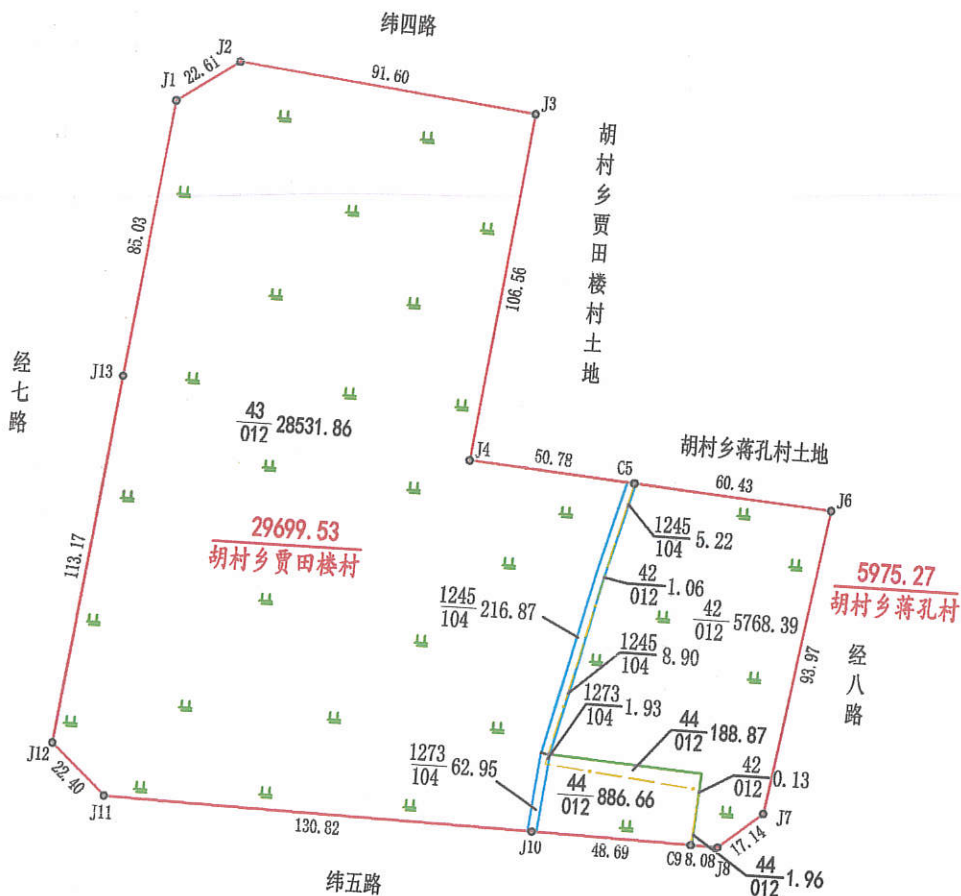 纬四路
J2
22.61
J1
91.60
J3
胡村乡贾田楼村土地
85.03
106.56
经七路
J13
43
012
28531.86
J4
50.78
C5
胡村乡蒋孔村土地
60.43
J6
29699.53
胡村乡贾田楼村
1245
104
5.22
42
012
1.06
5975.27
胡村乡蒋孔村
1245
104
216.87
42
012
5768.39
113.17
1245
104
8.90
93.97
经八路
1273
104
1.93
44
012
188.87
J12
1273
104
62.95
44
012
886.66
42
012
0.13
22.40
J11
130.82
J10
48.69
C9
8.08
J8
17.14
J7
44
012
1.96
纬五路